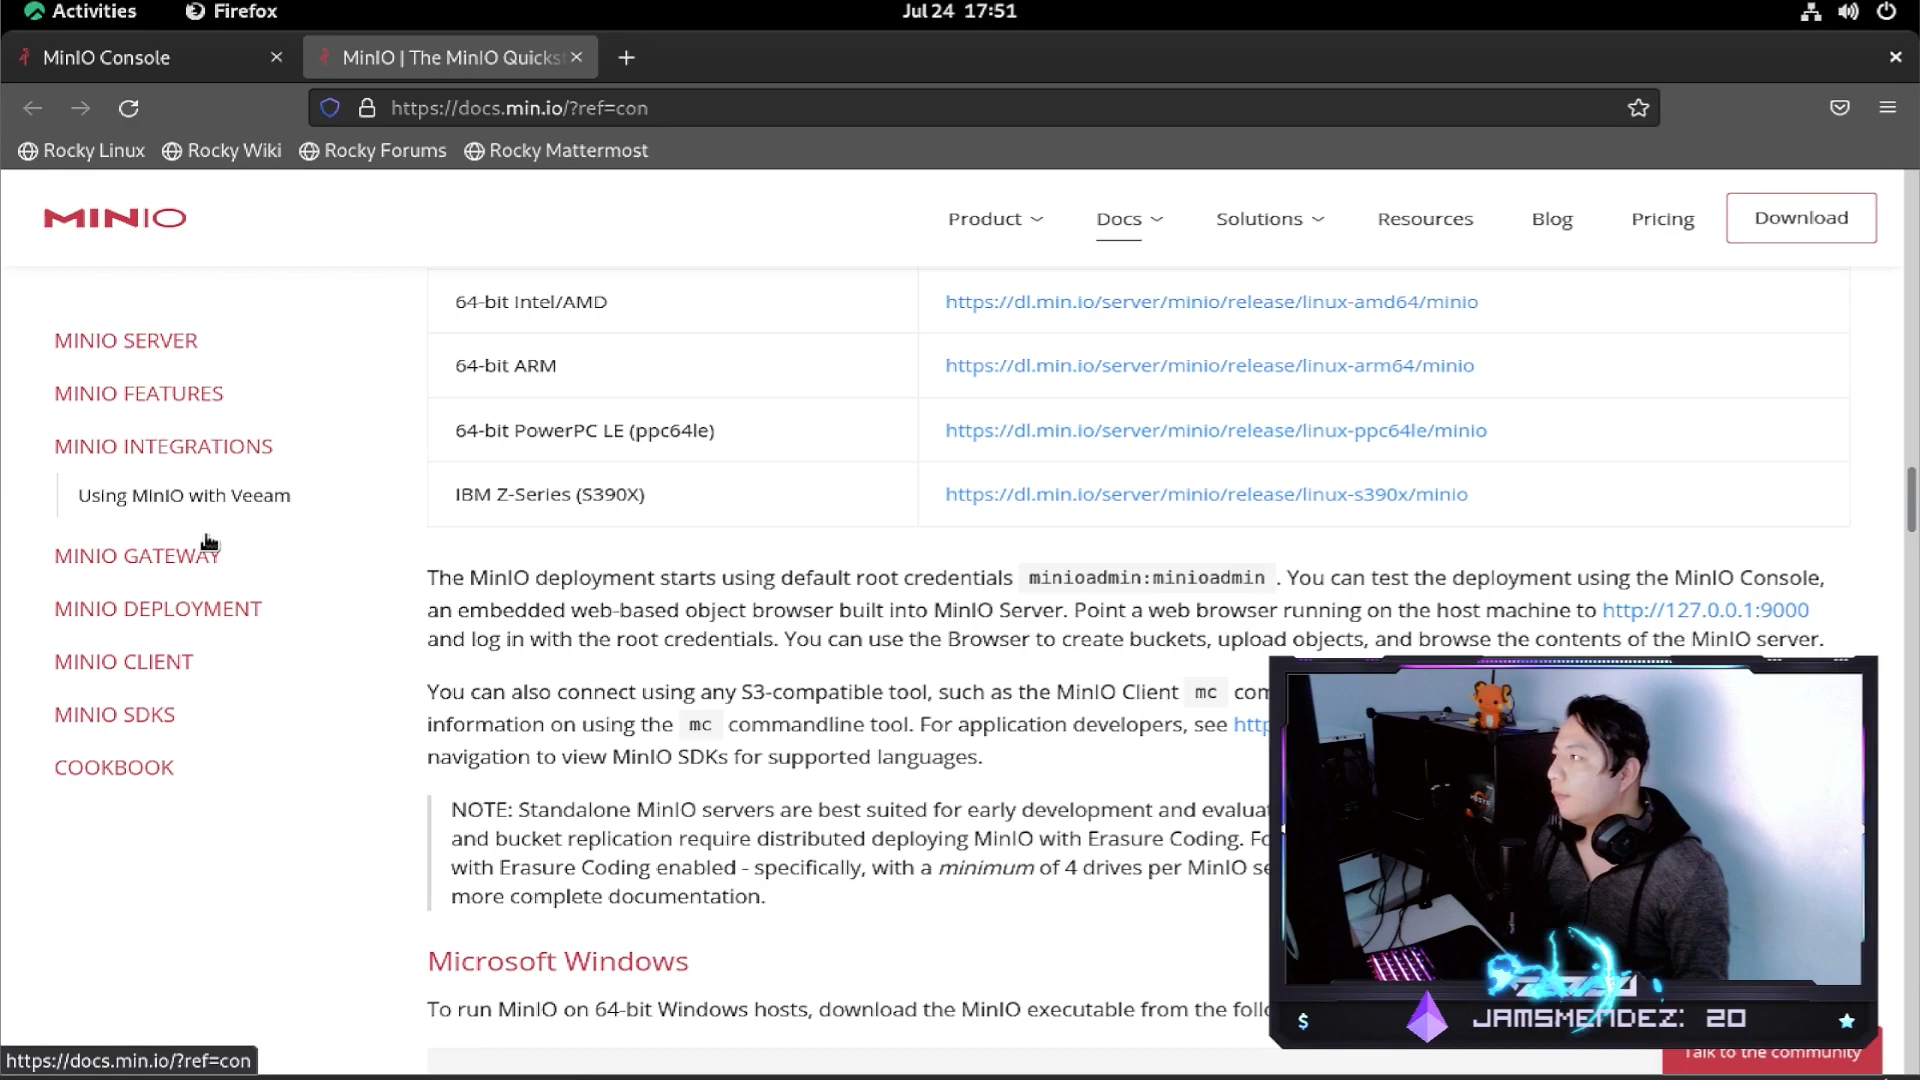 Activities
Firefox
Jul 24 17:51
MinIO Console
MinIO | The MinIO Quicks
https://docs.min.io/?ref=con
Rocky Linux
Rocky Wiki
Rocky Forums
Rocky Mattermost
MINIO
Product
Docs
Solutions
Resources
Blog
Pricing
Download
MINIO SERVER
MINIO FEATURES
MINIO INTEGRATIONS
Using MinIO with Veeam
MINIO GATEWAY
MINIO DEPLOYMENT
MINIO CLIENT
MINIO SDKS
COOKBOOK
64-bit Intel/AMD https://dl.min.io/server/minio/release/linux-amd64/minio
64-bit ARM https://dl.min.io/server/minio/release/linux-arm64/minio
64-bit PowerPC LE (ppc64le) https://dl.min.io/server/minio/release/linux-ppc64le/minio
IBM Z-Series (S390X) https://dl.min.io/server/minio/release/linux-s390x/minio
The MinIO deployment starts using default root credentials minioadmin:minioadmin . You can test the deployment using the MinIO Console,
an embedded web-based object browser built into MinIO Server. Point a web browser running on the host machine to http://127.0.0.1:9000
and log in with the root credentials. You can use the Browser to create buckets, upload objects, and browse the contents of the MinIO server.
You can also connect using any S3-compatible tool, such as the MinIO Client mc com
information on using the mc commandline tool. For application developers, see http
navigation to view MinIO SDKs for supported languages.
NOTE: Standalone MinIO servers are best suited for early development and evaluat
and bucket replication require distributed deploying MinIO with Erasure Coding. Fo
with Erasure Coding enabled - specifically, with a minimum of 4 drives per MinIO se
more complete documentation.
Microsoft Windows
To run MinIO on 64-bit Windows hosts, download the MinIO executable from the follo
$ JAMSMENDEZ: 20
Talk to the community
https://docs.min.io/?ref=con